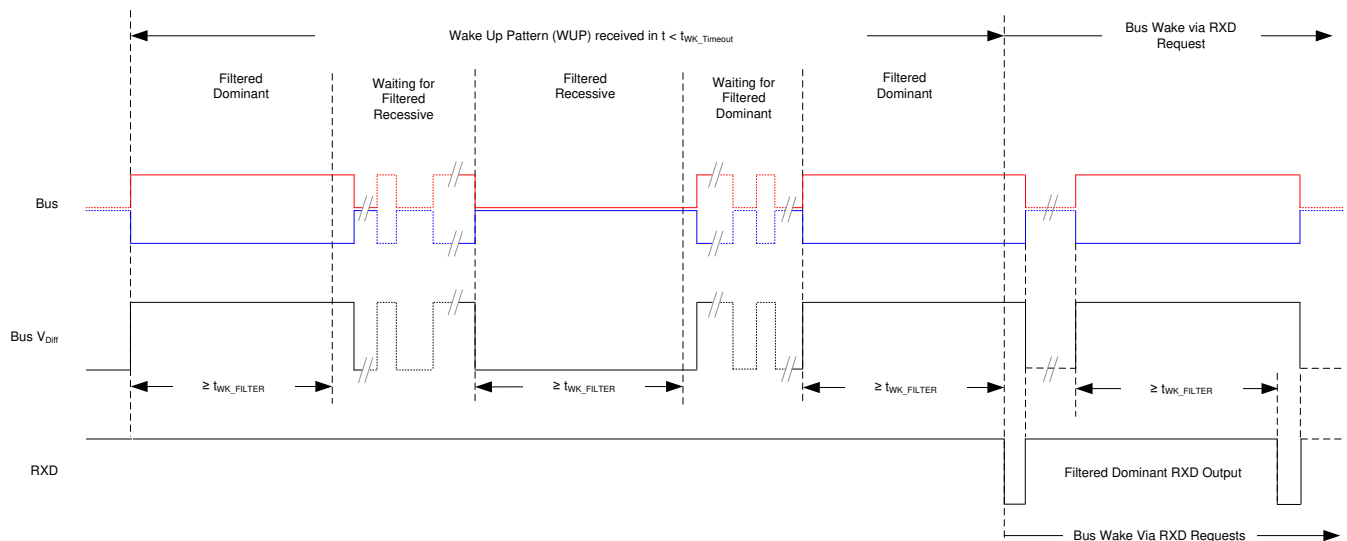 Wake Up Pattern (WUP) received in t < tWK_Timeout
Bus Wake via RXD
Request
Filtered
Dominant
Waiting for
Filtered
Recessive
Filtered
Recessive
Waiting for
Filtered
Dominant
Filtered
Dominant
Bus
Bus VDiff
≥ tWK_FILTER
≥ tWK_FILTER
≥ tWK_FILTER
≥ tWK_FILTER
RXD
Filtered Dominant RXD Output
Bus Wake Via RXD Requests